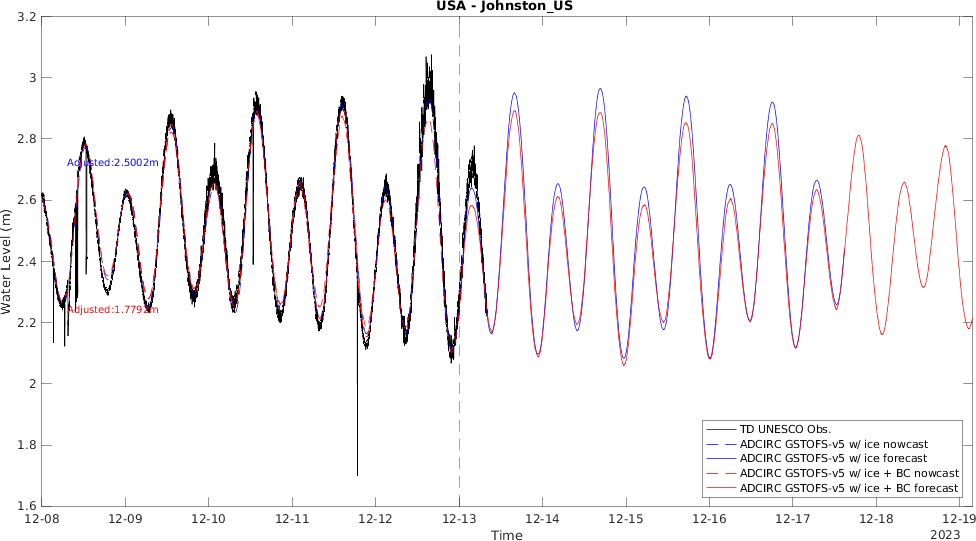 USA - Johnston_US
3.2
3
2.8
2.6
2.4
2.2
2
1.8
1.6
Water Level (m)
Adjusted:2.5002m
Adjusted:1.7792m
TD UNESCO Obs.
ADCIRC GSTOFS-v5 w/ ice nowcast
ADCIRC GSTOFS-v5 w/ ice forecast
ADCIRC GSTOFS-v5 w/ ice + BC nowcast
ADCIRC GSTOFS-v5 w/ ice + BC forecast
12-08 12-09 12-10 12-11 12-12 12-13 12-14 12-15 12-16 12-17 12-18 12-19
Time
2023